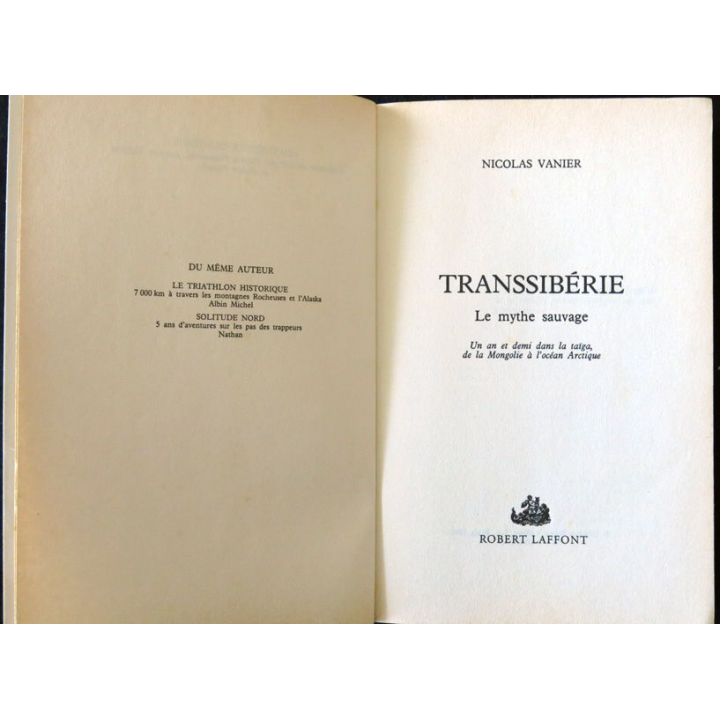 DU MÊME AUTEUR
LE TRIATHLON HISTORIQUE
7 000 km à travers les montagnes Rocheuses et l'Alaska
Albin Michel
SOLITUDE NORD
5 ans d'aventures sur les pas des trappeurs
Nathan
NICOLAS VANIER
TRANSSIBÉRIE
Le mythe sauvage
Un an et demi dans la taïga,
de la Mongolie à l'océan Arctique
ROBERT LAFFONT